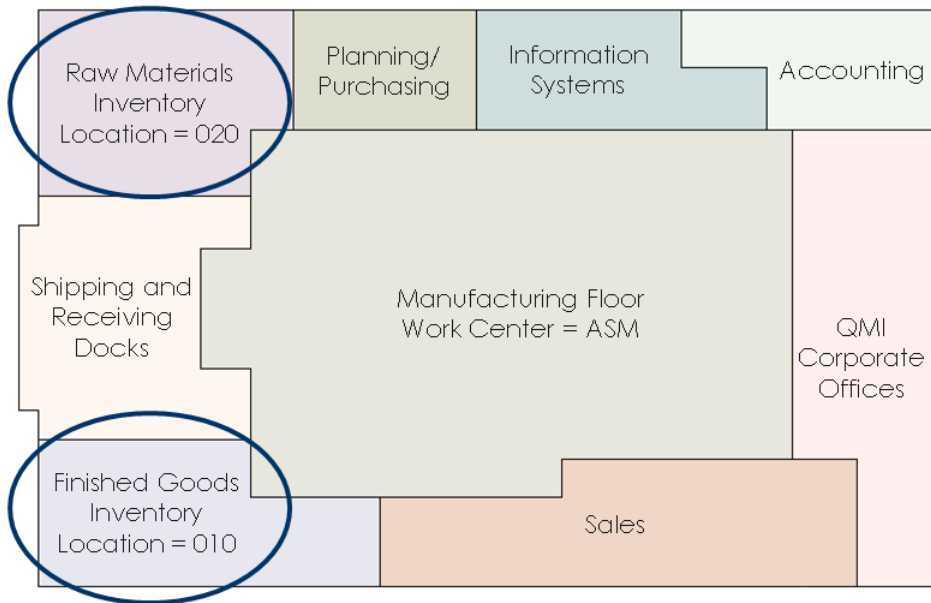 Raw Materials
Inventory
Location = 020
Planning/
Purchasing
Information
Systems
Accounting
Shipping and
Receiving
Docks
Manufacturing Floor
Work Center = ASM
QMI
Corporate
Offices
Finished Goods
Inventory
Location = 010
Sales